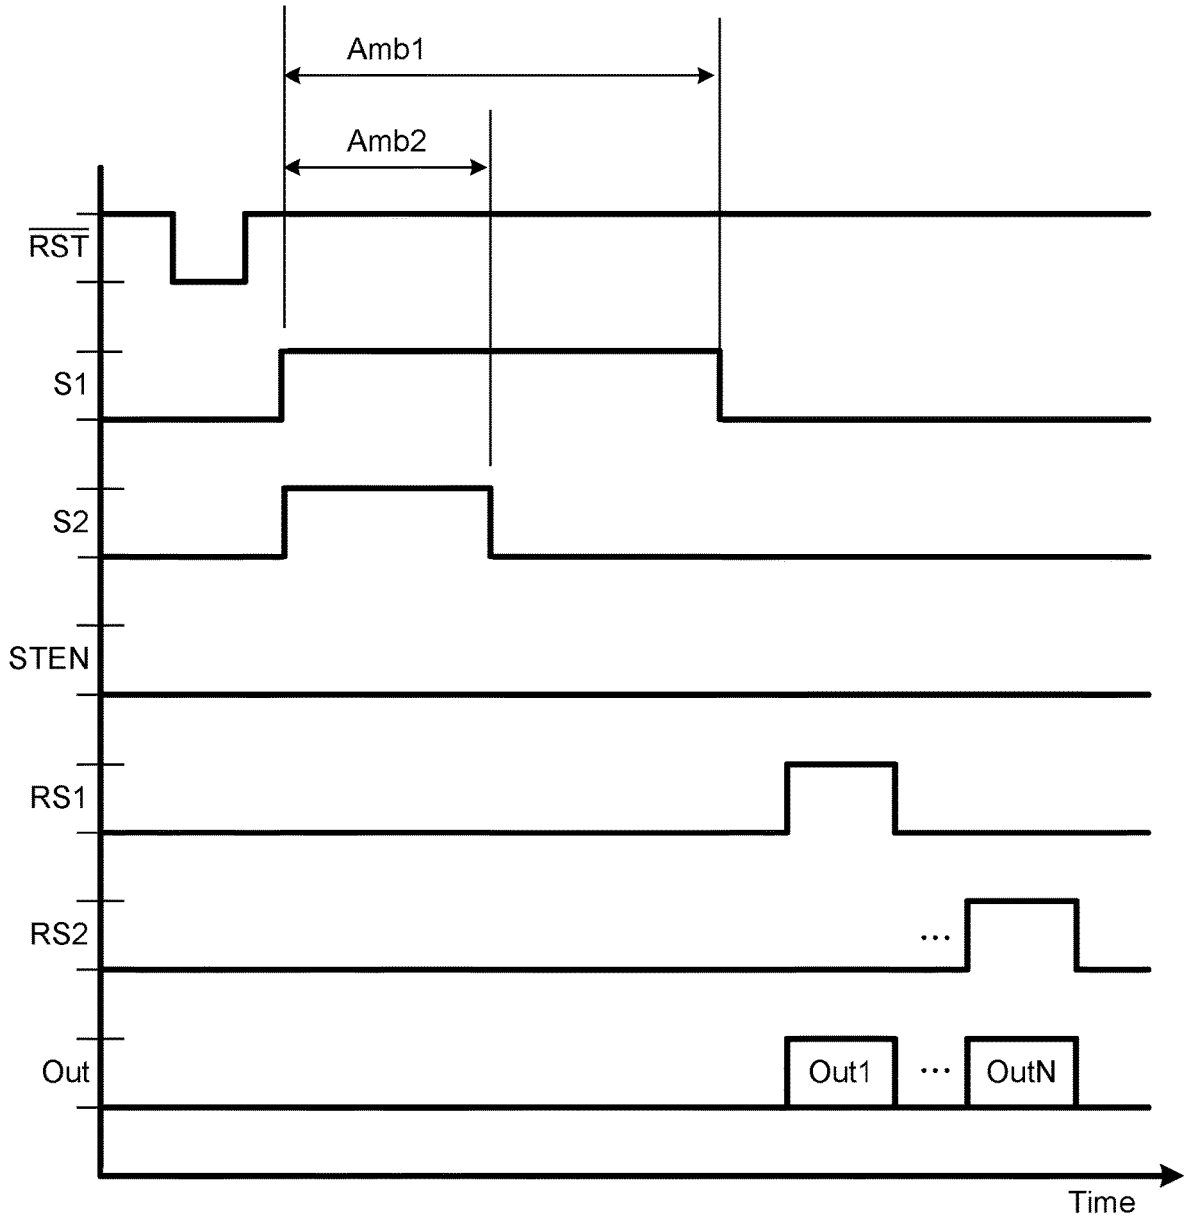 Amb1
Amb2
RST
S1
S2
STEN
RS1
RS2
...
Out
Out1
...
OutN
Time